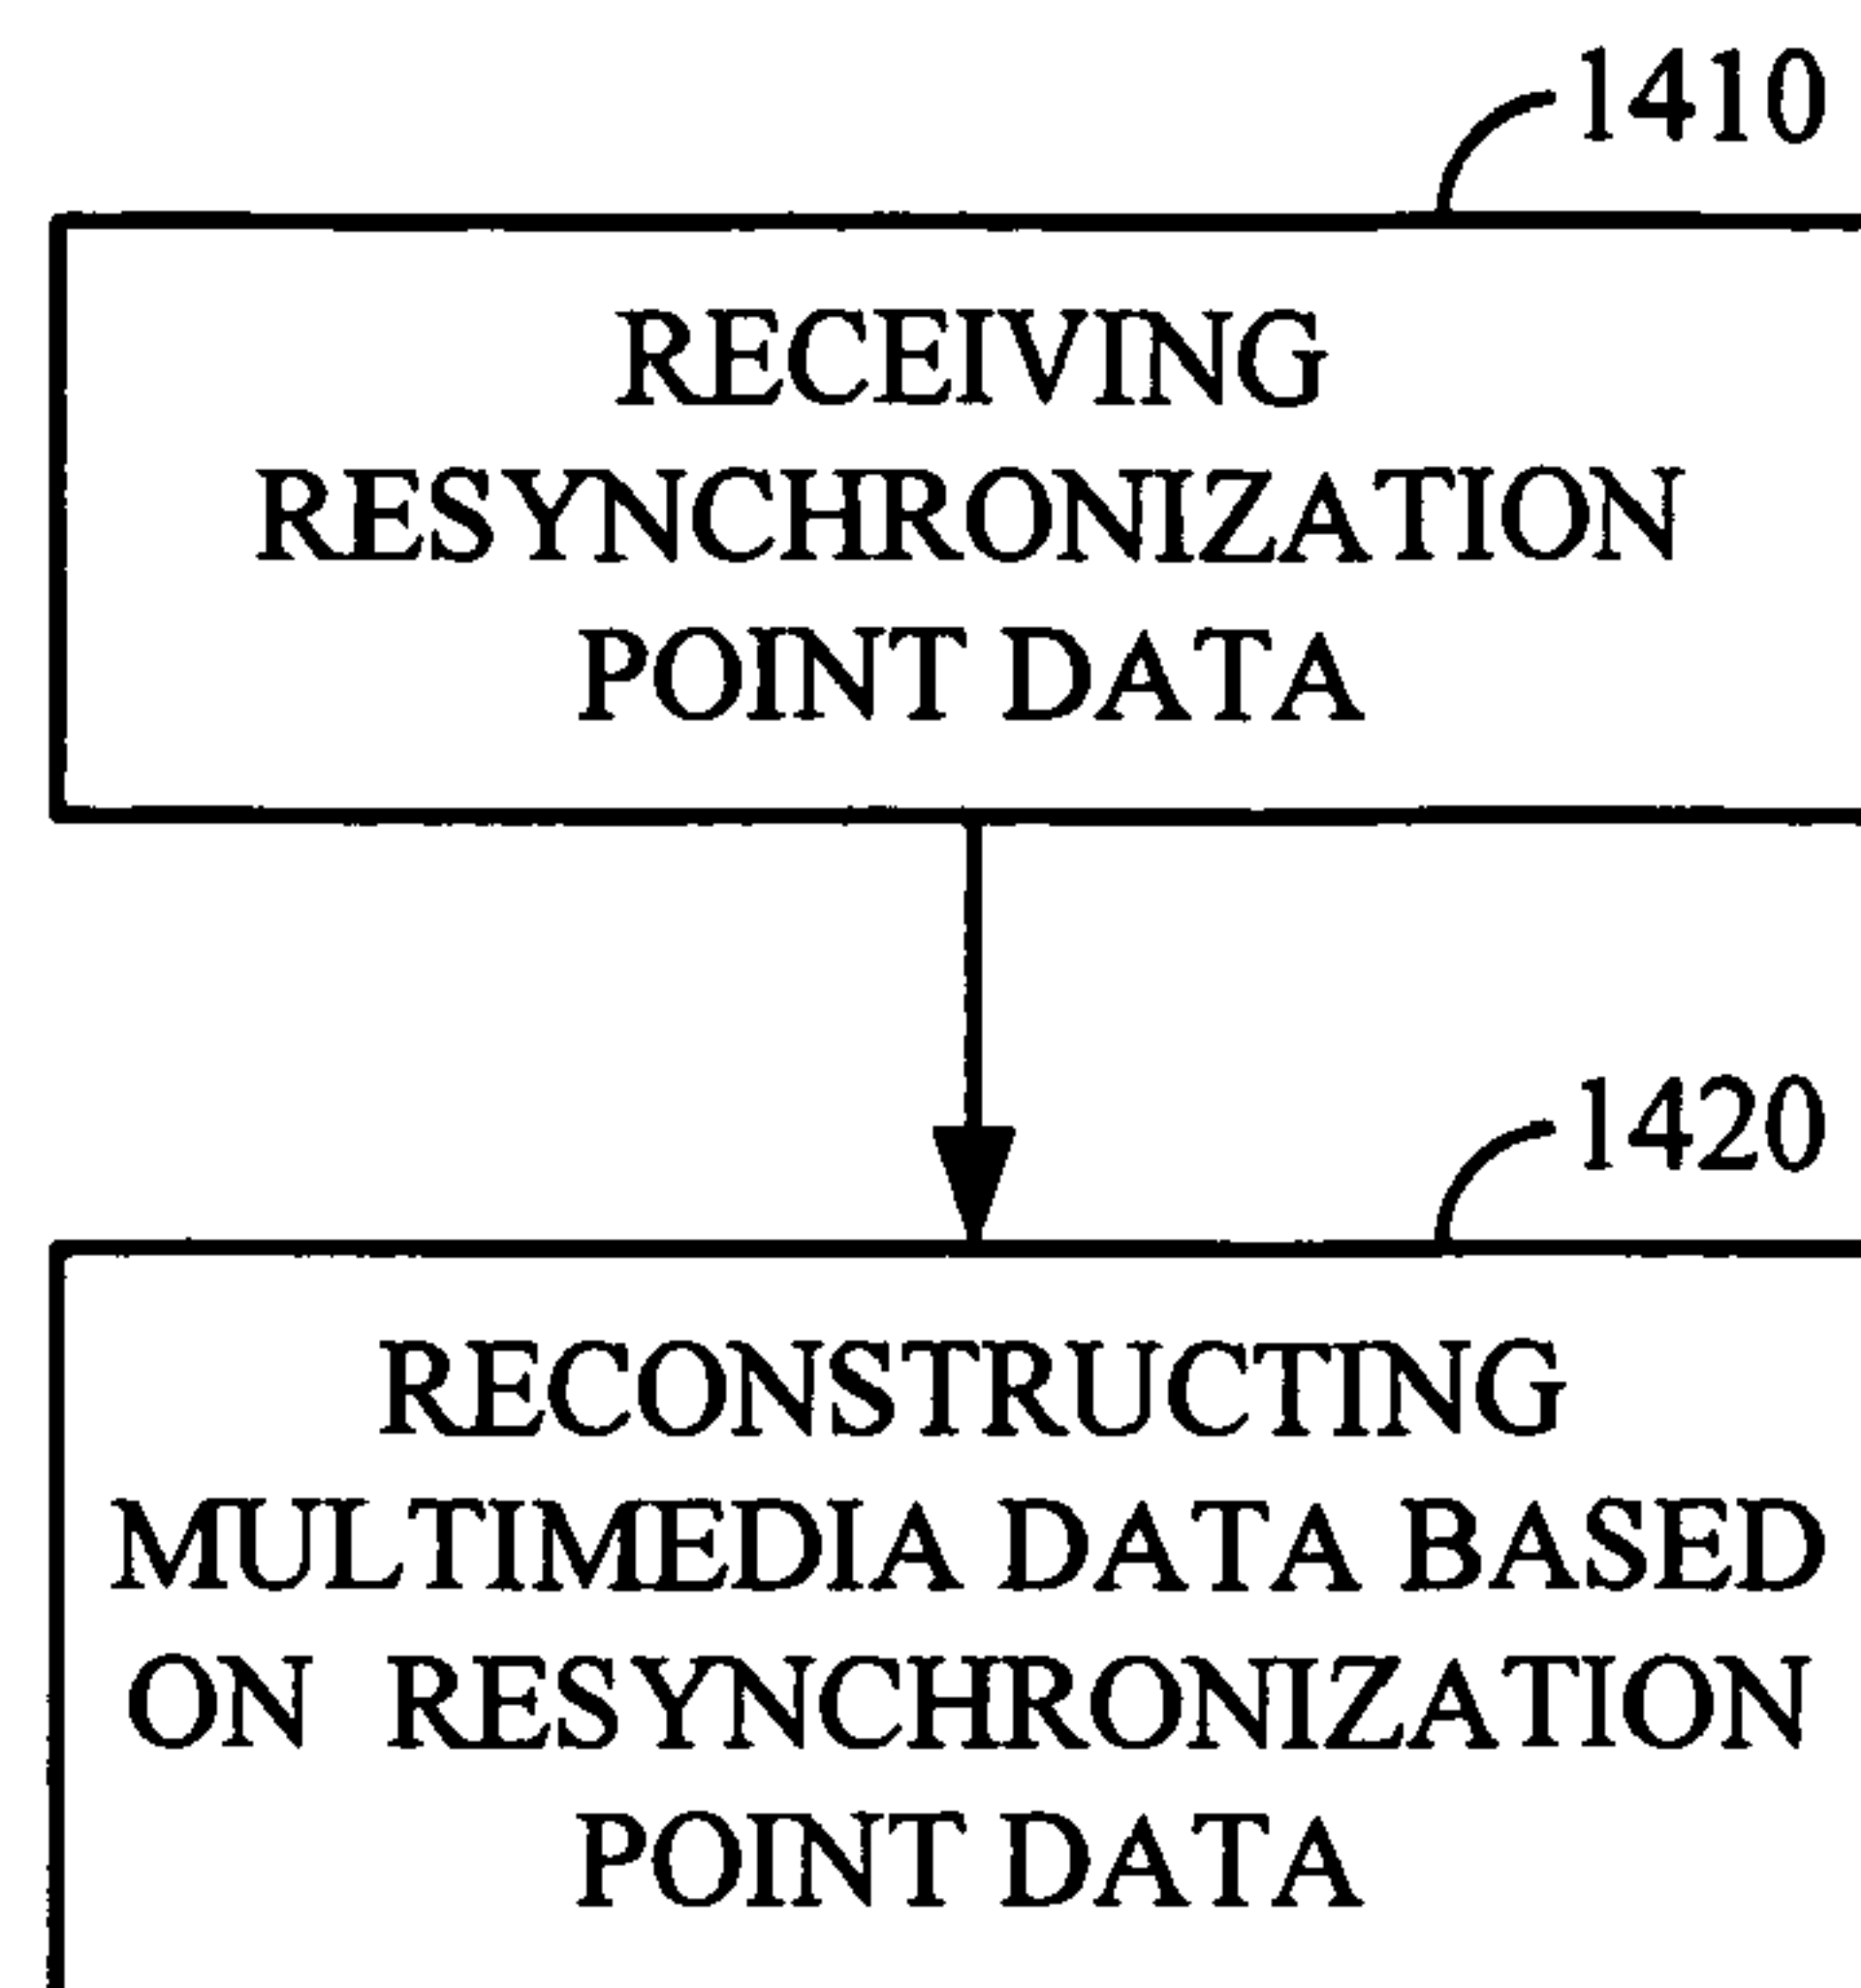 1410
RECEIVING
RESYNCHRONIZATION
POINT DATA
1420
RECONSTRUCTING
MULTIMEDIA DATA BASED
ON RESYNCHRONIZATION
POINT DATA